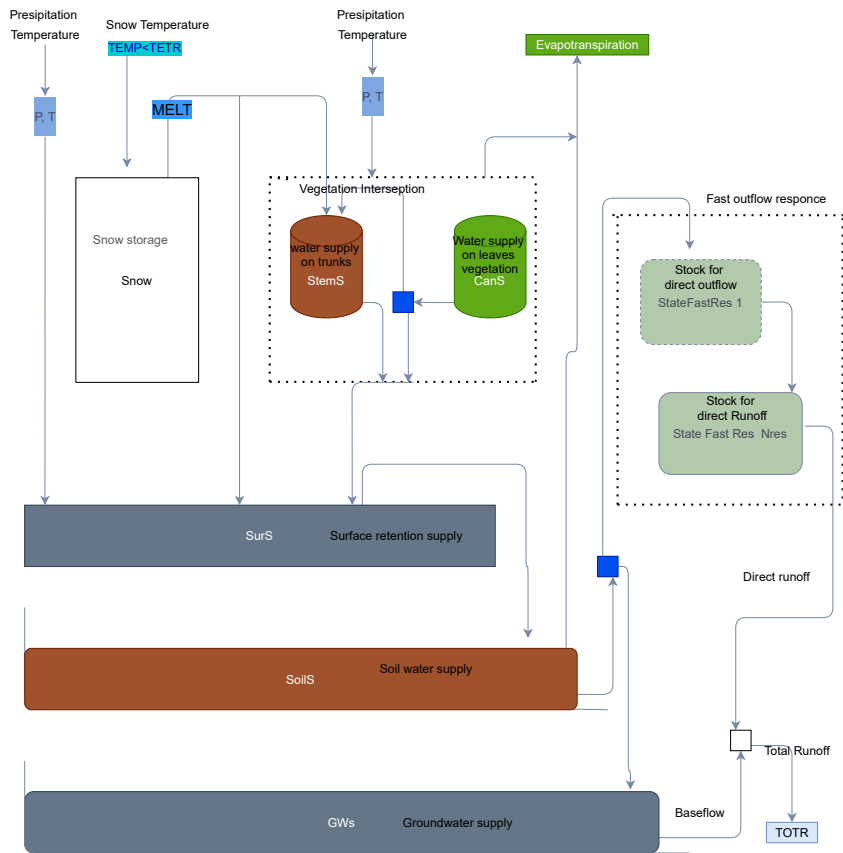 Presipitation
Temperature
Snow Temperature
TEMP<TETR
Presipitation
Temperature
Evapotranspiration
P, T
MELT
P, T
Vegetation Interseption
Fast outflow responce
Snow storage
Snow
water supply
on trunks
StemS
Water supply
on leaves
vegetation
CanS
Stock for
direct outflow
StateFastRes 1
Stock for
direct Runoff
State Fast Res Nres
SurS
Surface retention supply
Direct runoff
SoilS
Soil water supply
Total Runoff
GWs
Groundwater supply
Baseflow
TOTR